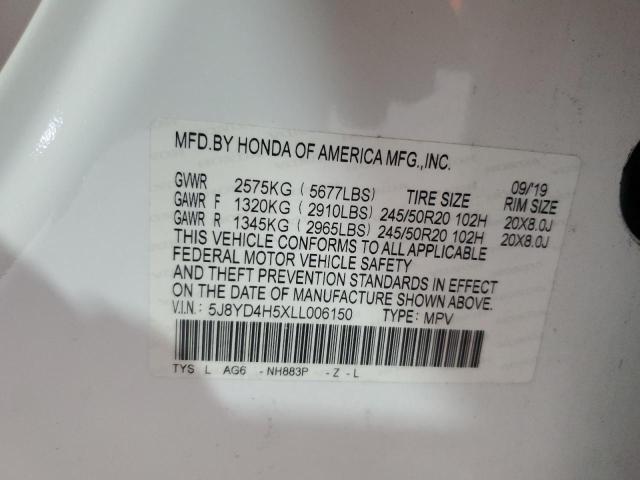 MFD.BY HONDA OF AMERICA MFG.,INC.
09/19
GVWR 2575KG (5677LBS) TIRE SIZE RIM SIZE
GAWR F 1320KG (2910LBS) 245/50R20 102H 20X8.0J
GAWR R 1345KG (2965LBS) 245/50R20 102H 20X8.0J
THIS VEHICLE CONFORMS TO ALL APPLICABLE
FEDERAL MOTOR VEHICLE SAFETY
AND THEFT PREVENTION STANDARDS IN EFFECT
ON THE DATE OF MANUFACTURE SHOWN ABOVE.
V.I.N.: 5J8YD4H5XLL006150 TYPE: MPV
TYS L AG6 -NH883P -Z -L